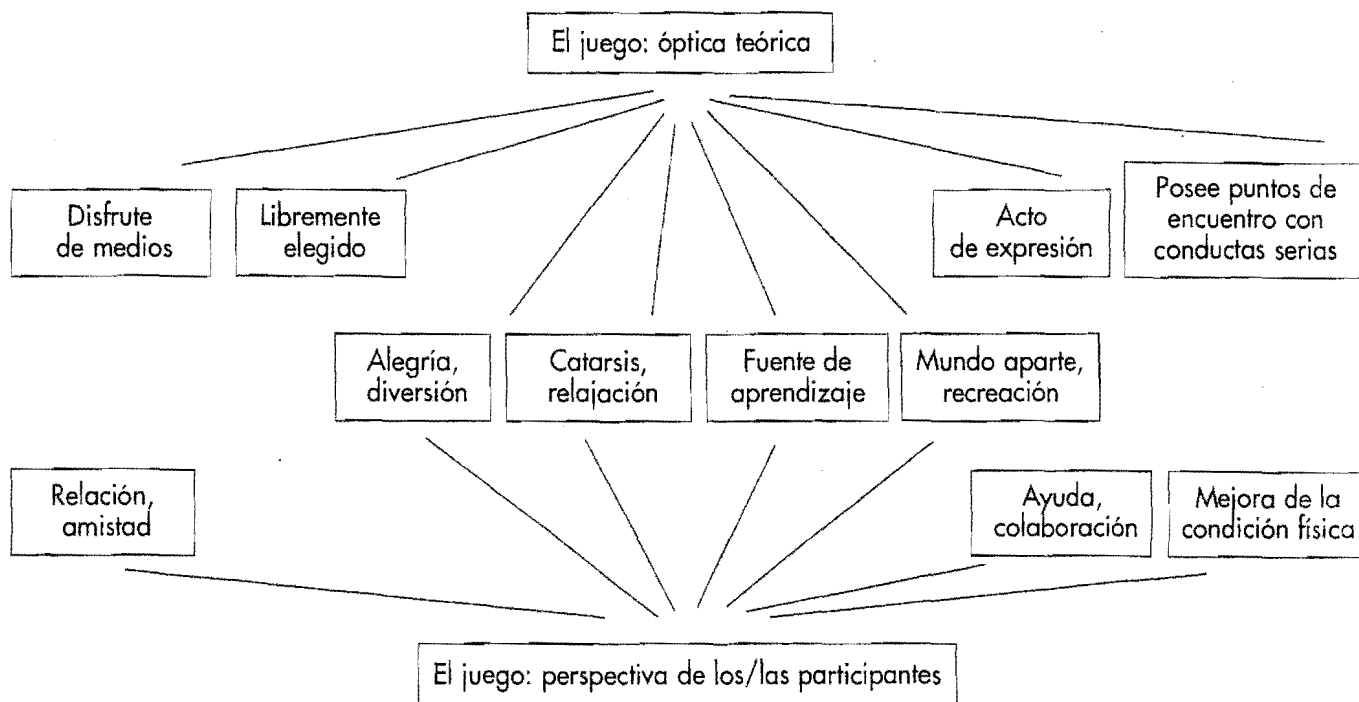 El juego: óptica teórica
Disfrute
de medios
Libremente
elegido
Acto
de expresión
Posee puntos de
encuentro con
conductas serias
Alegría,
diversión
Catarsis,
relajación
Fuente de
aprendizaje
Mundo aparte,
recreación
Relación,
amistad
Ayuda,
colaboración
Mejora de la
condición física
El juego: perspectiva de los/las participantes